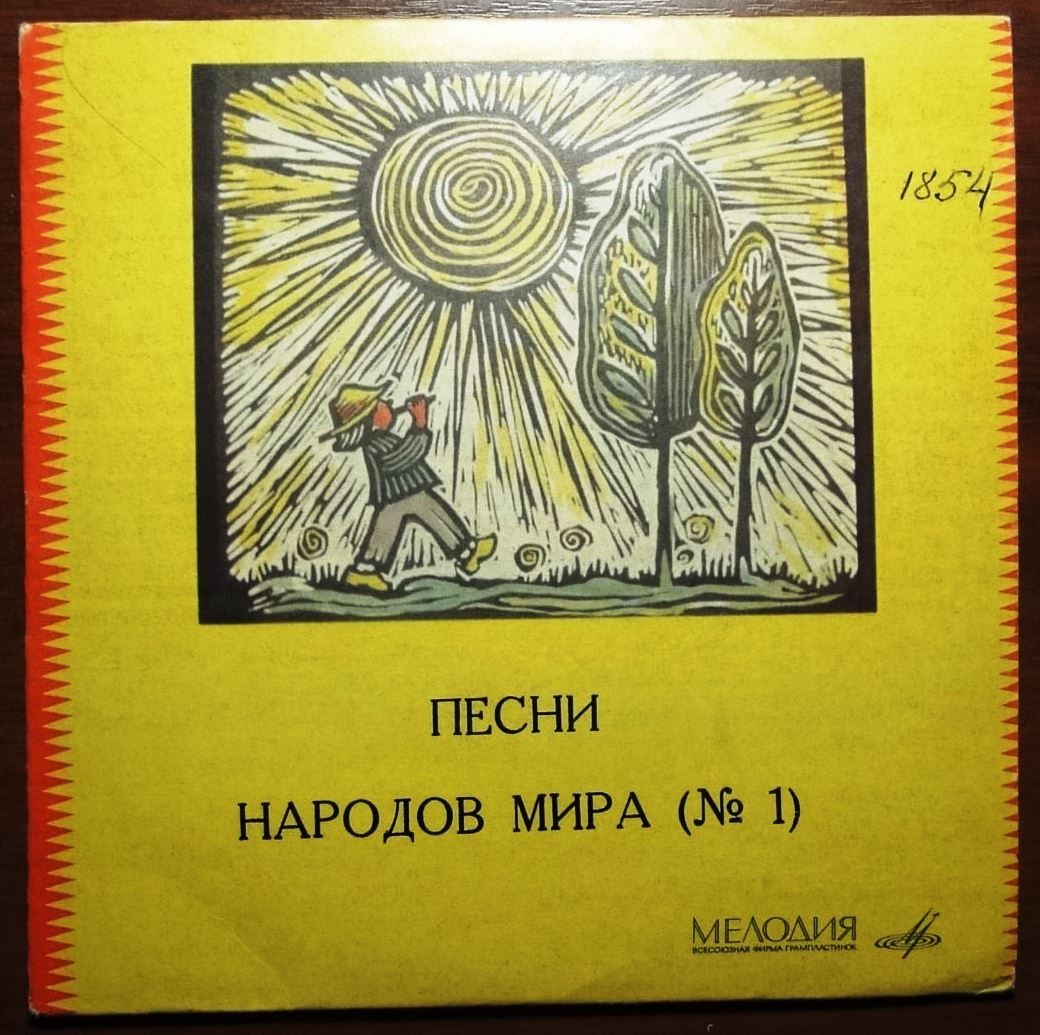 1854
ПЕСНИ
НАРОДОВ МИРА (№ 1)
МЕЛОДИЯ
ВСЕСОЮЗНАЯ ФИРМА ГРАМПЛАСТИНОК